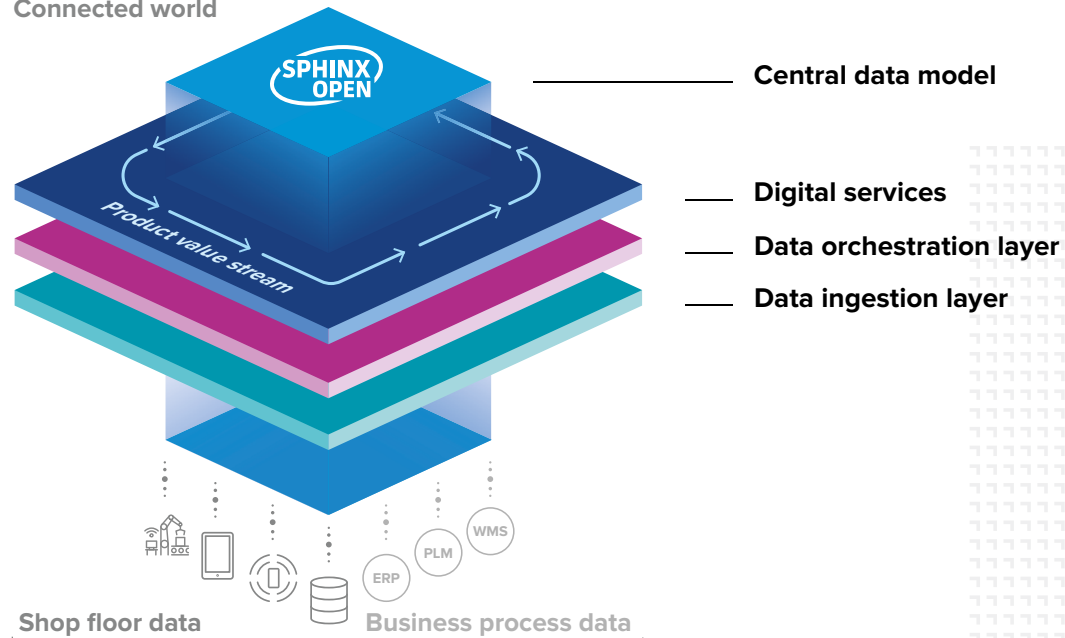 Connected world
SPHINX
OPEN
Central data model
Digital services
Product value stream
Data orchestration layer
Data ingestion layer
WMS
PLM
ERP
Shop floor data
Business process data